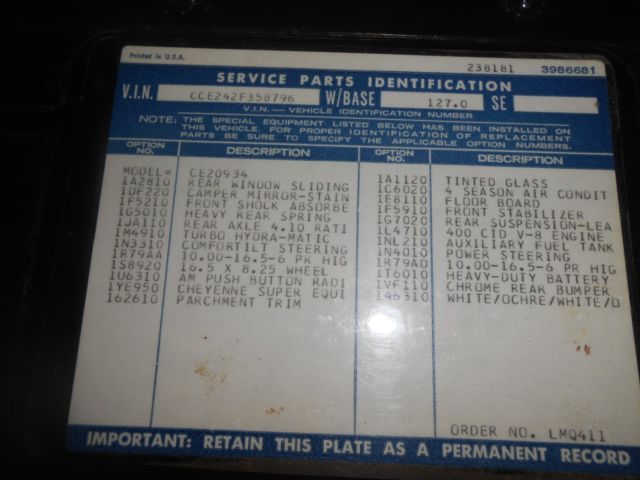 Printed in U.S.A.
238181 3986681
SERVICE PARTS IDENTIFICATION
V.I.N. CCE242F358796 W/BASE 127.0 SE
V.I.N. — VEHICLE IDENTIFICATION NUMBER
NOTE: THE SPECIAL EQUIPMENT LISTED BELOW HAS BEEN INSTALLED ON
THIS VEHICLE. FOR PROPER IDENTIFICATION OF REPLACEMENT
PARTS BE SURE TO SPECIFY THE APPLICABLE OPTION NUMBERS.
OPTION NO. DESCRIPTION
MODEL= CE20934
1A2810 REAR WINDOW SLIDING
1DF220 CAMPER MIRROR-STAIN
1F5210 FRONT SHOCK ABSORBE
1G5010 HEAVY REAR SPRING
1JA110 REAR AXLE 4.10 RATI
1M4910 TURBO HYDRA-MATIC
1N3310 COMFORTILT STEERING
1R79AA 10.00-16.5-6 PR HIG
1S8920 16.5 X 8.25 WHEEL
1U6310 AM PUSH BUTTON RADI
1YE950 CHEYENNE SUPER EQUI
162610 PARCHMENT TRIM
OPTION NO. DESCRIPTION
1A1120 TINTED GLASS
1C6020 4 SEASON AIR CONDIT
1E8110 FLOOR BOARD
1F5910 FRONT STABILIZER
1G7020 REAR SUSPENSION-LEA
1L4710 400 CID V-8 ENGINE
1NL210 AUXILIARY FUEL TANK
1N4010 POWER STEERING
1R79AD 10.00-16.5-6 PR HIG
1T6010 HEAVY-DUTY BATTERY
1VF110 CHROME REAR BUMPER
146310 WHITE/OCHRE/WHITE/O
ORDER NO. LMQ411
IMPORTANT: RETAIN THIS PLATE AS A PERMANENT RECORD